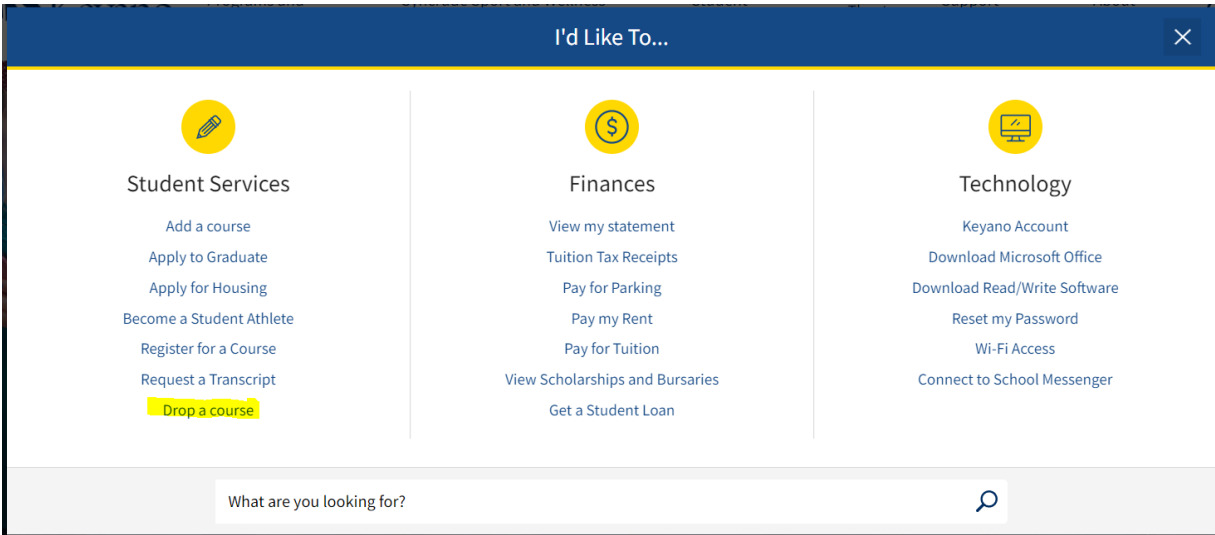 I'd Like To...
Student Services
Add a course
Apply to Graduate
Apply for Housing
Become a Student Athlete
Register for a Course
Request a Transcript
Drop a course
Finances
View my statement
Tuition Tax Receipts
Pay for Parking
Pay my Rent
Pay for Tuition
View Scholarships and Bursaries
Get a Student Loan
Technology
Keyano Account
Download Microsoft Office
Download Read/Write Software
Reset my Password
Wi-Fi Access
Connect to School Messenger
What are you looking for?